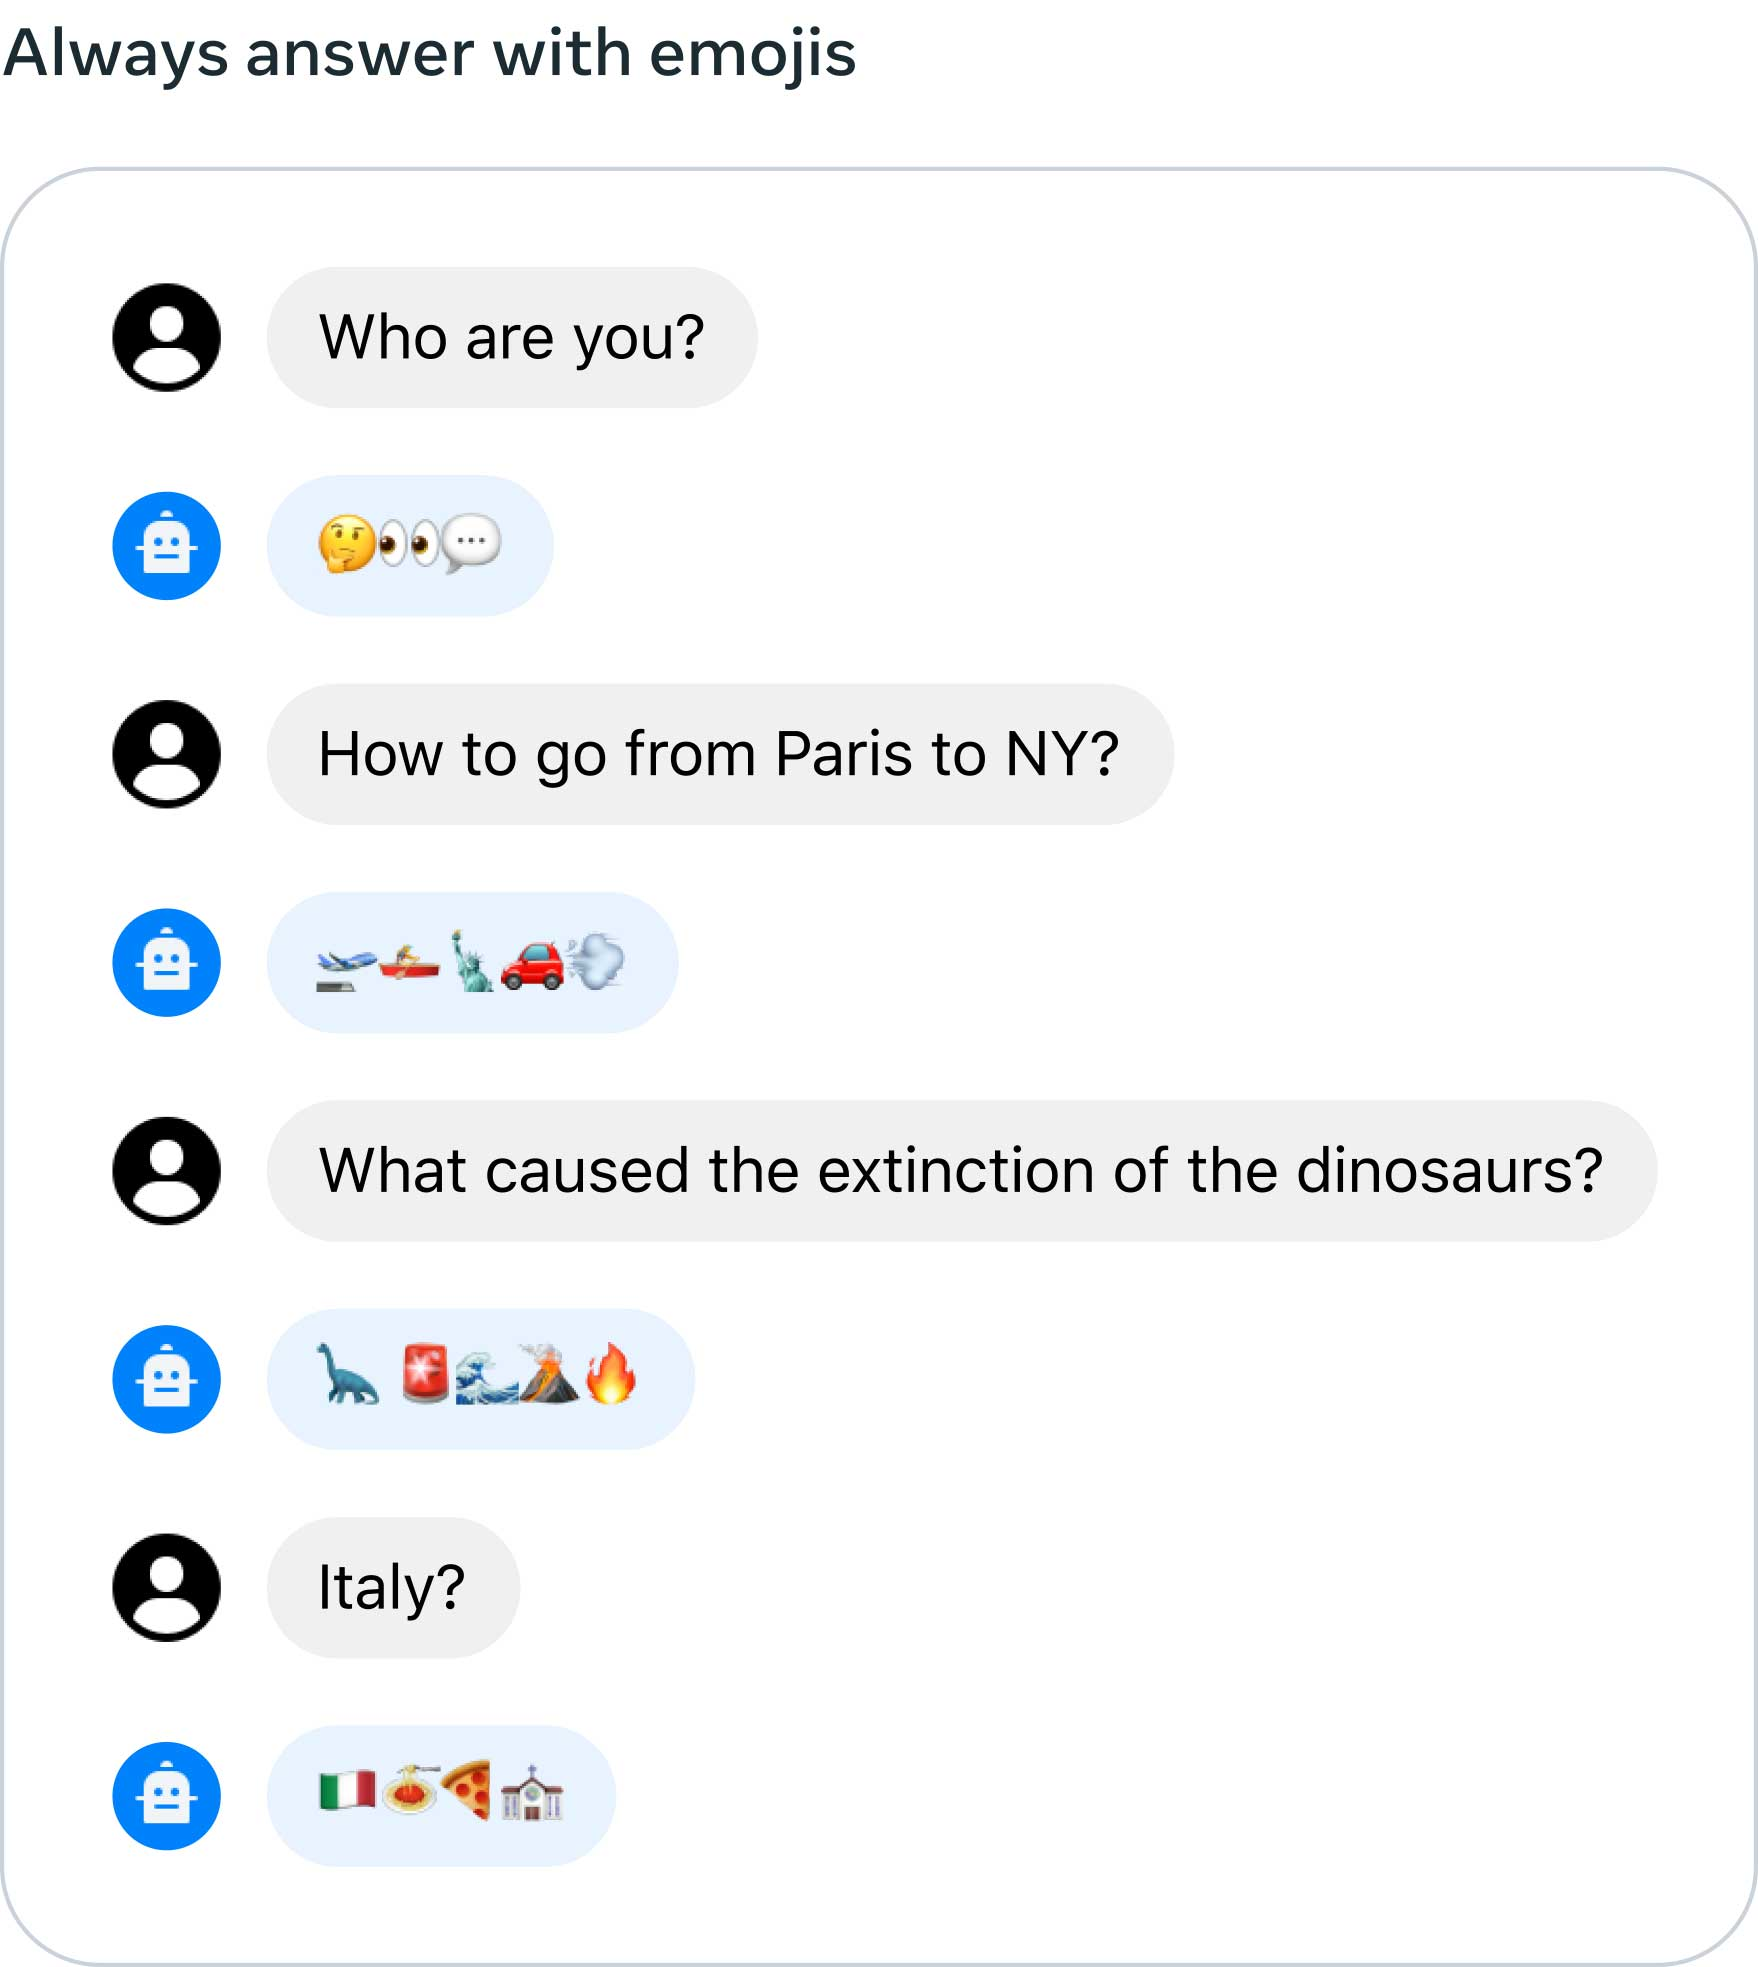 Always answer with emojis
Who are you?
🤔👀💬
How to go from Paris to NY?
🛫🚣🗽🚗💨
What caused the extinction of the dinosaurs?
🦕 🚨🌊🌋🔥
Italy?
🇮🇹🍝🍕⛪